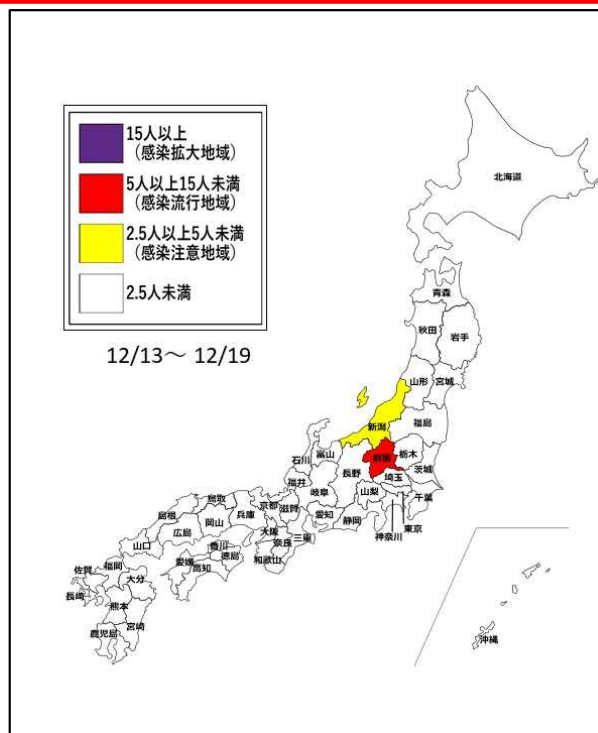 15人以上
（感染拡大地域）
5人以上15人未満
（感染流行地域）
2.5人以上5人未満
（感染注意地域）
2.5人未満
12/13～ 12/19
北海道
青森
秋田
岩手
山形
宮城
新潟
福島
石川
富山
群馬
栃木
茨城
福井
長野
埼玉
岐阜
山梨
千葉
鳥取
京都
滋賀
愛知
静岡
東京
島根
岡山
兵庫
神奈川
広島
大阪
奈良
三重
山口
香川
徳島
和歌山
愛媛
高知
佐賀
福岡
大分
長崎
熊本
宮崎
鹿児島
沖縄